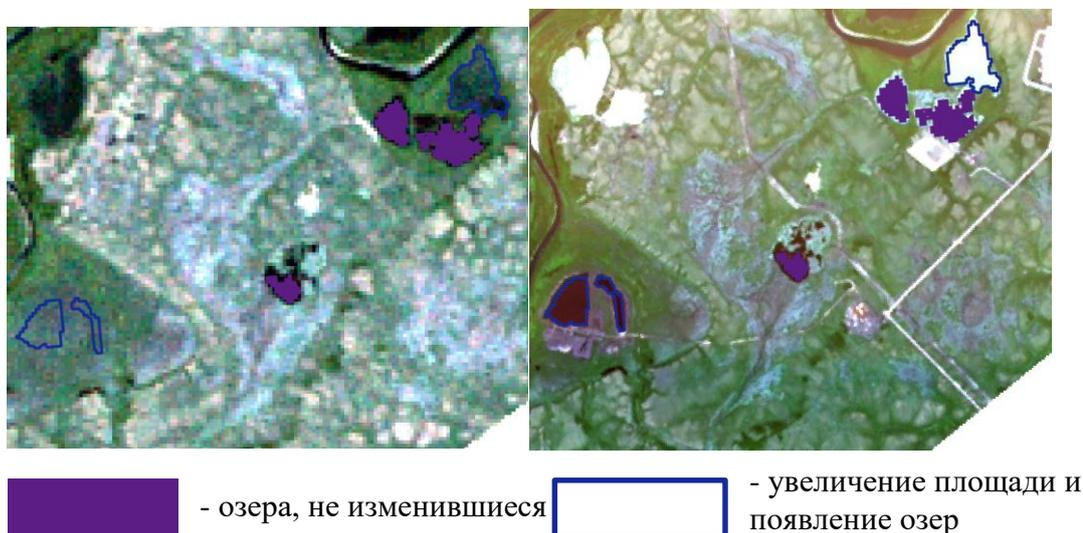 - озера, не изменившиеся
- увеличение площади и
появление озер